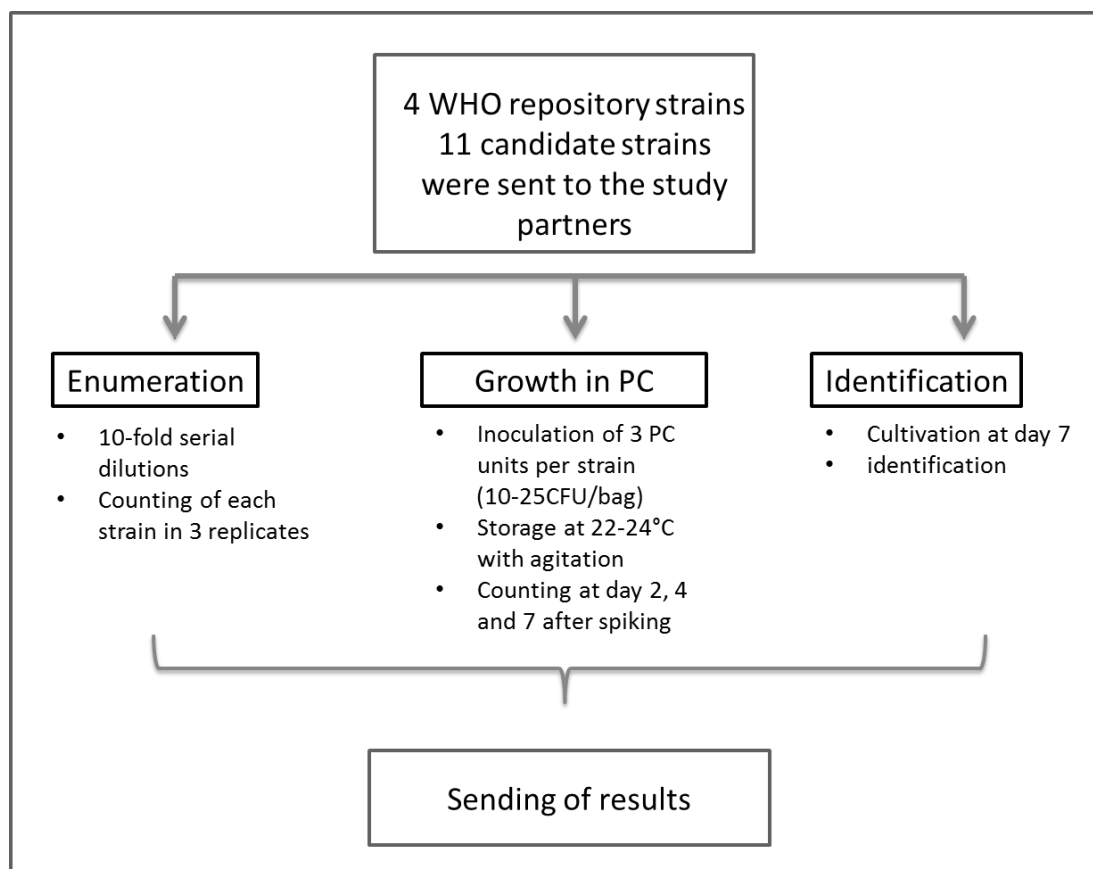 4 WHO repository strains
11 candidate strains
were sent to the study
partners
Enumeration
• 10-fold serial
dilutions
• Counting of each
strain in 3 replicates
Growth in PC
• Inoculation of 3 PC
units per strain
(10-25CFU/bag)
• Storage at 22-24°C
with agitation
• Counting at day 2, 4
and 7 after spiking
Identification
• Cultivation at day 7
• identification
Sending of results